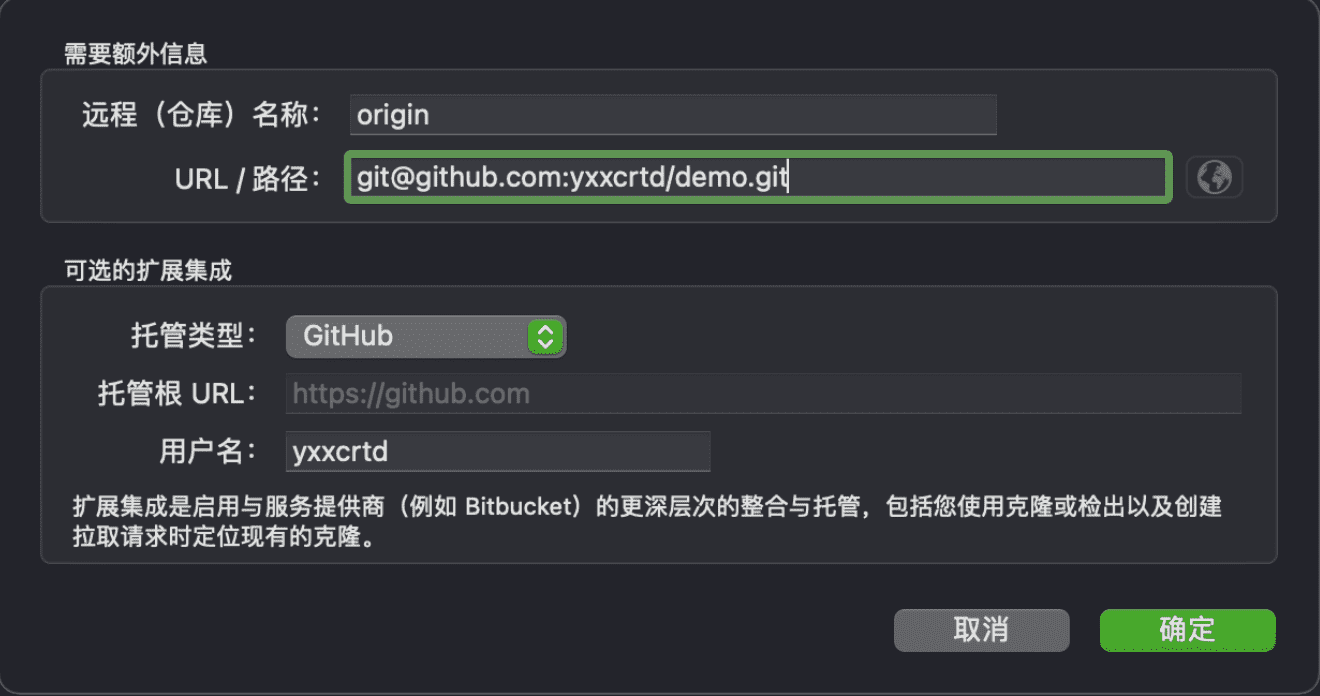 需要额外信息
远程（仓库）名称： origin
URL / 路径： git@github.com:yxxcrtd/demo.git
可选的扩展集成
托管类型： GitHub
托管根 URL： https://github.com
用户名： yxxcrtd
扩展集成是启用与服务提供商（例如 Bitbucket）的更深层次的整合与托管，包括您使用克隆或检出以及创建
拉取请求时定位现有的克隆。
取消 确定